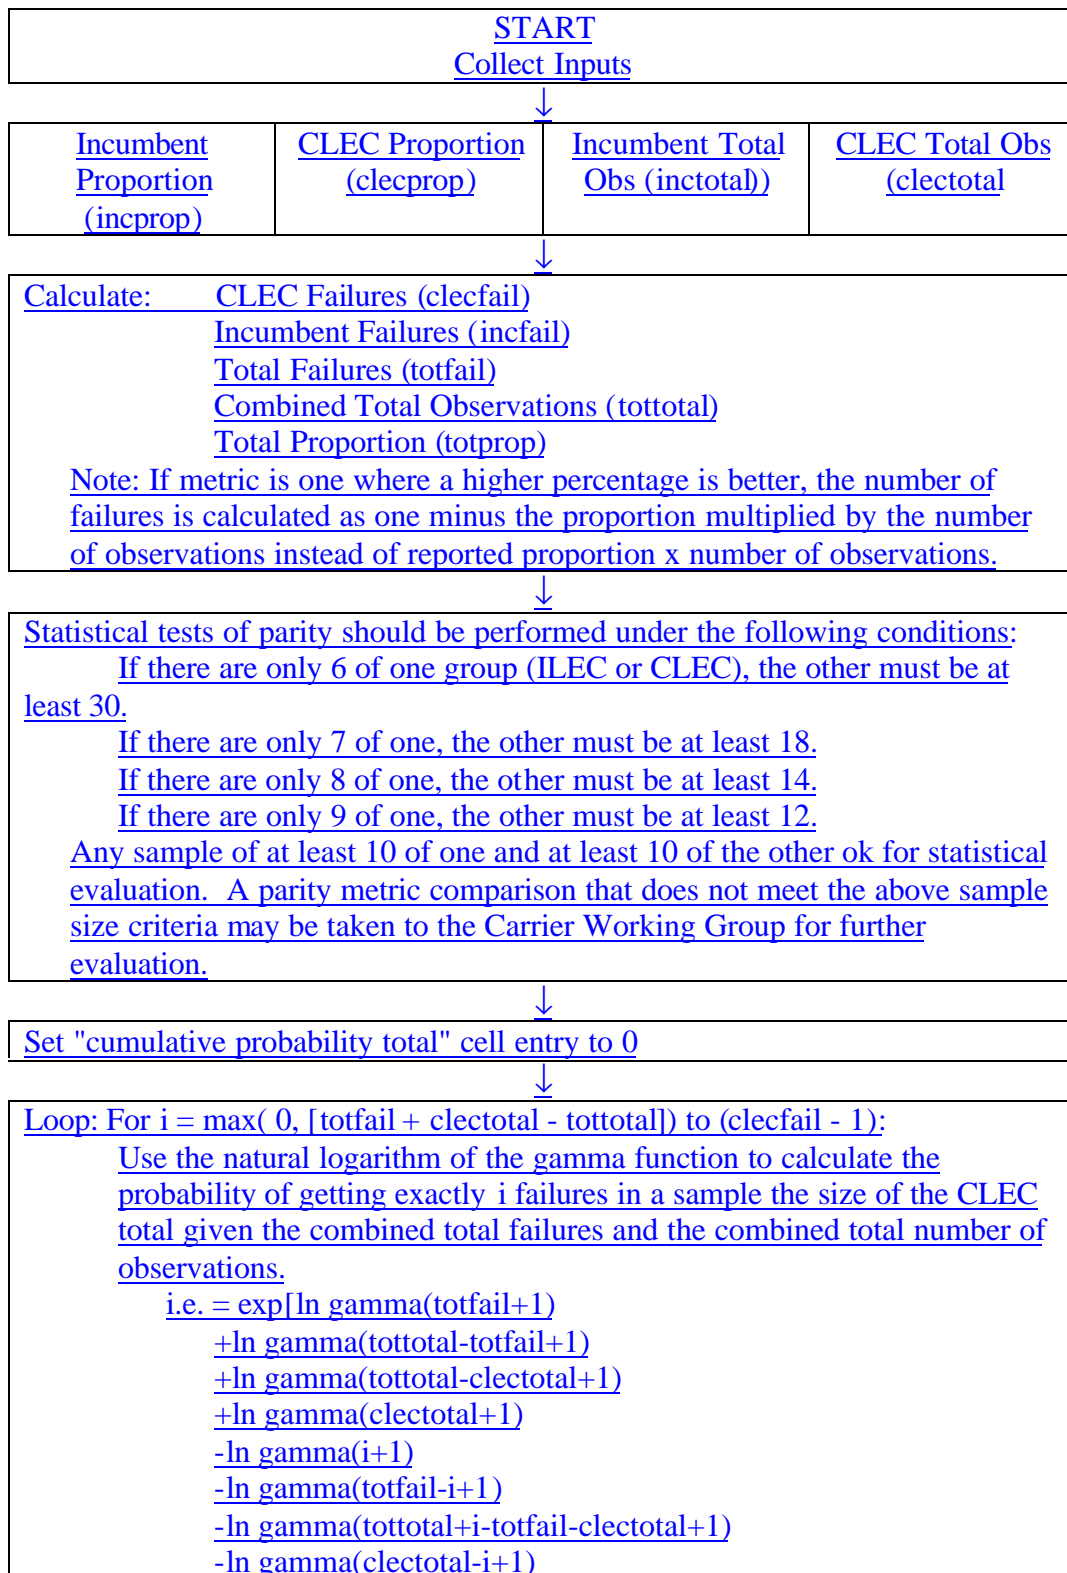 START
Collect Inputs
↓
Incumbent Proportion (incprop)
CLEC Proportion (clecprop)
Incumbent Total Obs (inctotal))
CLEC Total Obs (clectotal
↓
Calculate: CLEC Failures (clecfail)
Incumbent Failures (incfail)
Total Failures (totfail)
Combined Total Observations (tottotal)
Total Proportion (totprop)
Note: If metric is one where a higher percentage is better, the number of
failures is calculated as one minus the proportion multiplied by the number
of observations instead of reported proportion x number of observations.
↓
Statistical tests of parity should be performed under the following conditions:
If there are only 6 of one group (ILEC or CLEC), the other must be at
least 30.
If there are only 7 of one, the other must be at least 18.
If there are only 8 of one, the other must be at least 14.
If there are only 9 of one, the other must be at least 12.
Any sample of at least 10 of one and at least 10 of the other ok for statistical
evaluation. A parity metric comparison that does not meet the above sample
size criteria may be taken to the Carrier Working Group for further
evaluation.
↓
Set "cumulative probability total" cell entry to 0
↓
Loop: For i = max( 0, [totfail + clectotal - tottotal]) to (clecfail - 1):
Use the natural logarithm of the gamma function to calculate the
probability of getting exactly i failures in a sample the size of the CLEC
total given the combined total failures and the combined total number of
observations.
i.e. = exp[ln gamma(totfail+1)
+ln gamma(tottotal-totfail+1)
+ln gamma(tottotal-clectotal+1)
+ln gamma(clectotal+1)
-ln gamma(i+1)
-ln gamma(totfail-i+1)
-ln gamma(tottotal+i-totfail-clectotal+1)
-ln gamma(clectotal-i+1)